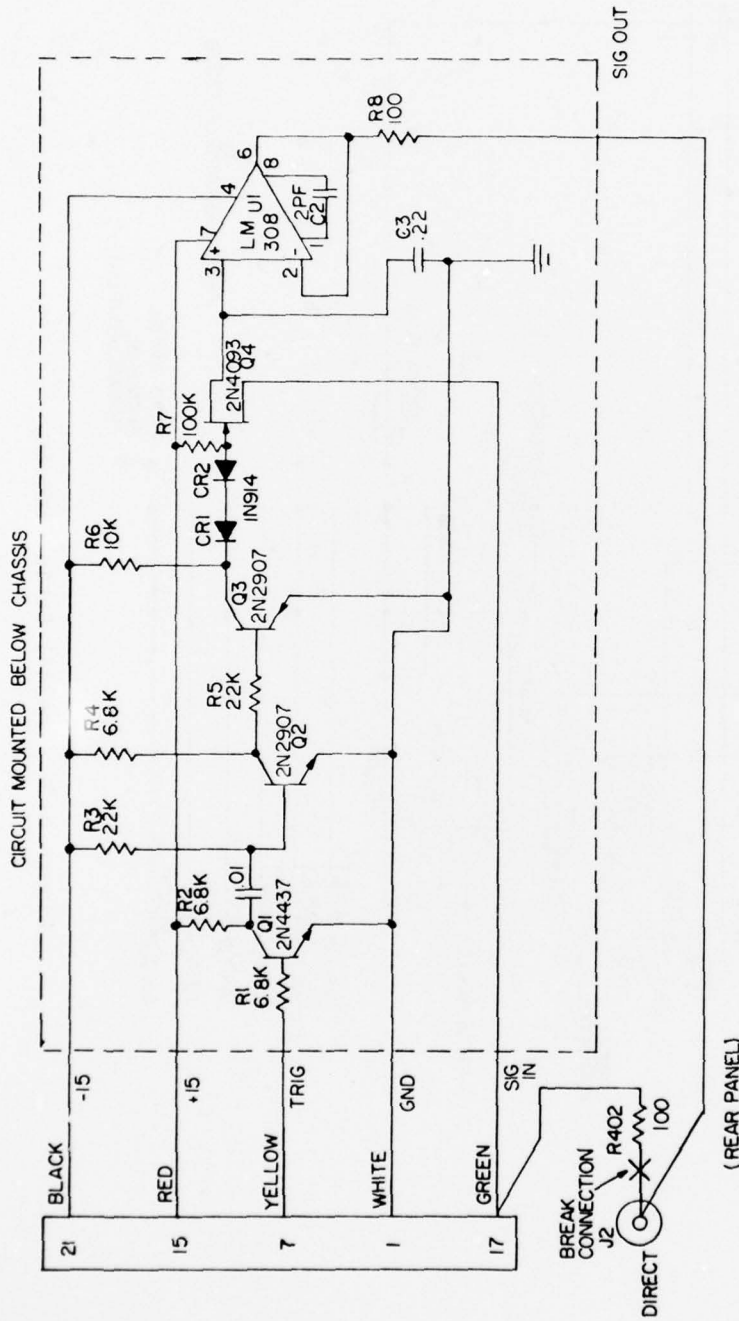 CIRCUIT MOUNTED BELOW CHASSIS
21
BLACK
-15
15
RED
+15
7
YELLOW
TRIG
1
WHITE
GND
17
GREEN
SIG
IN
R1
6.8K
R2
6.8K
.01
Q1
2N4437
R3
22K
R4
6.8K
2N2907
Q2
R5
22K
Q3
2N2907
R6
10K
CR1
CR2
1N914
R7
100K
2N4093
Q4
3
+
7
4
LM U1
308
6
8
2
-
1
2PF
C2
C3
.22
R8
100
SIG OUT
BREAK
CONNECTION
J2
DIRECT
R402
100
(REAR PANEL)